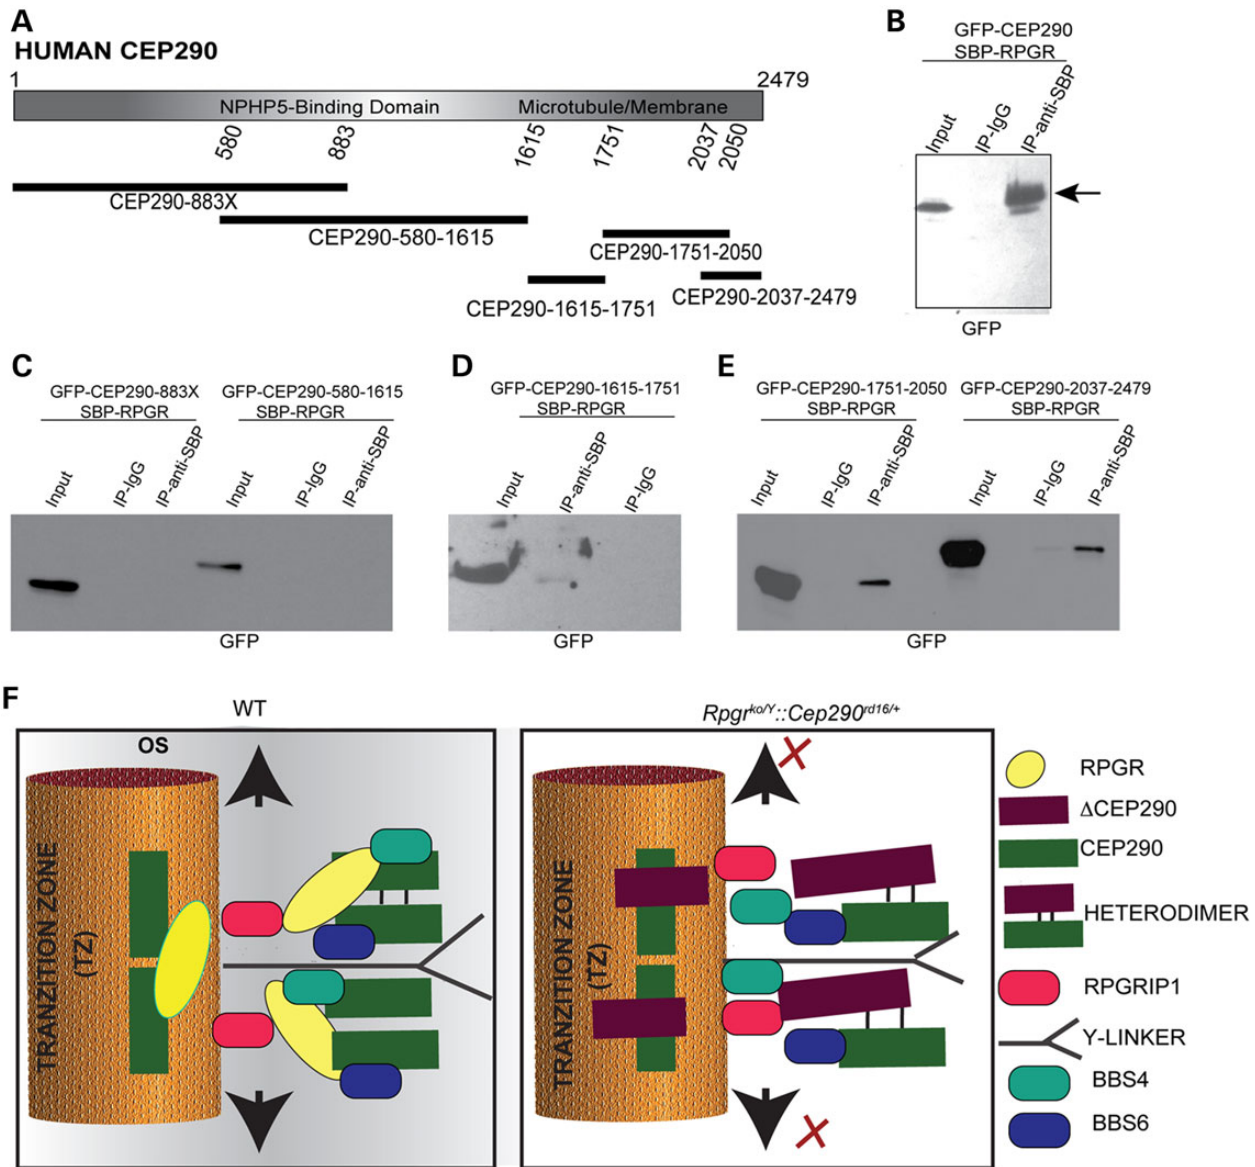 A
HUMAN CEP290
1
2479
NPHP5-Binding Domain
Microtubule/Membrane
580
883
1615
1751
2037
2050
CEP290-883X
CEP290-580-1615
CEP290-1751-2050
CEP290-1615-1751
CEP290-2037-2479
B
GFP-CEP290
SBP-RPGR
Input
IP-IgG
IP-anti-SBP
GFP
C
GFP-CEP290-883X
SBP-RPGR
GFP-CEP290-580-1615
SBP-RPGR
Input
IP-IgG
IP-anti-SBP
Input
IP-IgG
IP-anti-SBP
GFP
D
GFP-CEP290-1615-1751
SBP-RPGR
Input
IP-anti-SBP
IP-IgG
GFP
E
GFP-CEP290-1751-2050
SBP-RPGR
GFP-CEP290-2037-2479
SBP-RPGR
Input
IP-IgG
IP-anti-SBP
Input
IP-IgG
IP-anti-SBP
GFP
F
WT
OS
TRANZITION ZONE
(TZ)
Rpgrko/Y::Cep290rd16/+
TRANZITION ZONE
(TZ)
RPGR
ΔCEP290
CEP290
HETERODIMER
RPGRIP1
Y-LINKER
BBS4
BBS6